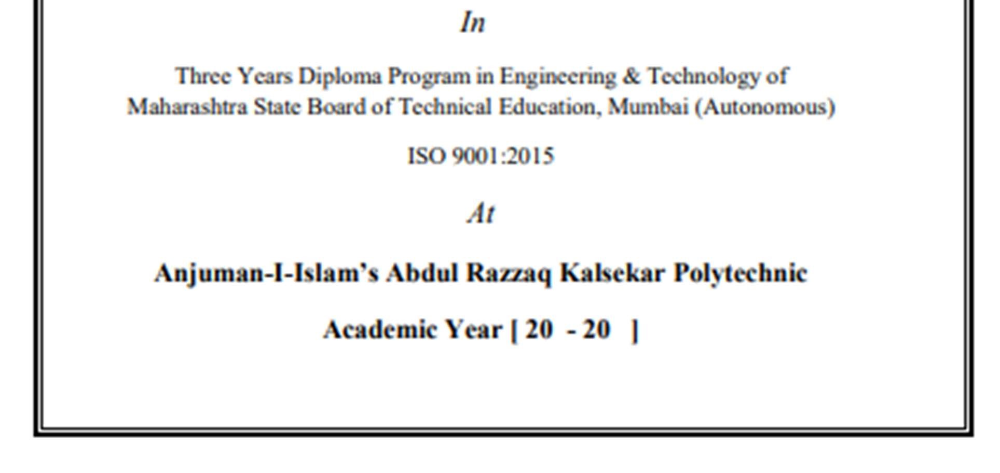 In
Three Years Diploma Program in Engineering & Technology of
Maharashtra State Board of Technical Education, Mumbai (Autonomous)
ISO 9001:2015
At
Anjuman-I-Islam’s Abdul Razzaq Kalsekar Polytechnic
Academic Year [ 20  - 20   ]